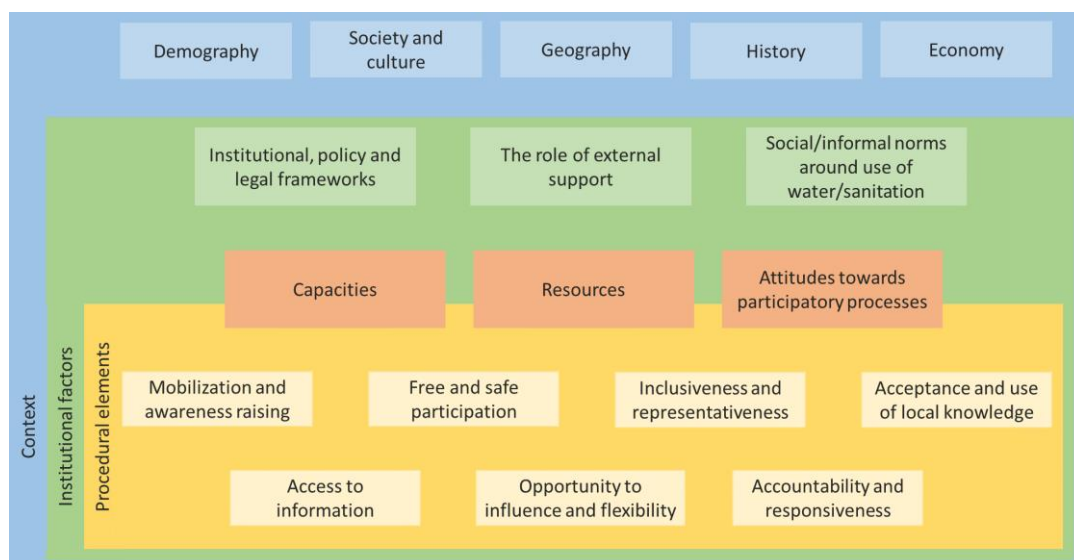 Demography
Society and
culture
Geography
History
Economy
Institutional, policy and
legal frameworks
The role of external
support
Social/informal norms
around use of
water/sanitation
Capacities
Resources
Attitudes towards
participatory processes
Mobilization and
awareness raising
Free and safe
participation
Inclusiveness and
representativeness
Acceptance and use
of local knowledge
Access to
information
Opportunity to
influence and flexibility
Accountability and
responsiveness
Context
Institutional factors
Procedural elements